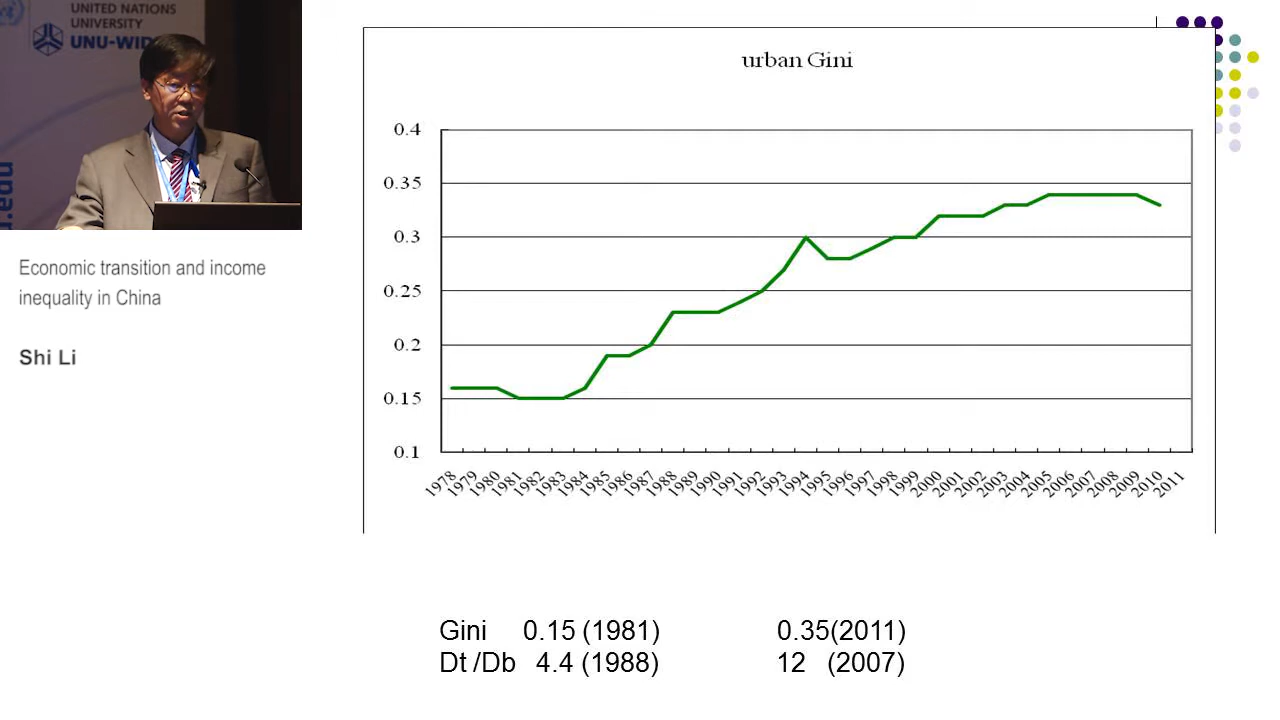 UNITED NATIONS
UNIVERSITY
UNU-WID
Economic transition and income
inequality in China
Shi Li
urban Gini
0.4
0.35
0.3
0.25
0.2
0.15
0.1
1978 1979 1980 1981 1982 1983 1984 1985 1986 1987 1988 1989 1990 1991 1992 1993 1994 1995 1996 1997 1998 1999 2000 2001 2002 2003 2004 2005 2006 2007 2008 2009 2010 2011
Gini 0.15 (1981) 0.35(2011)
Dt /Db 4.4 (1988) 12 (2007)